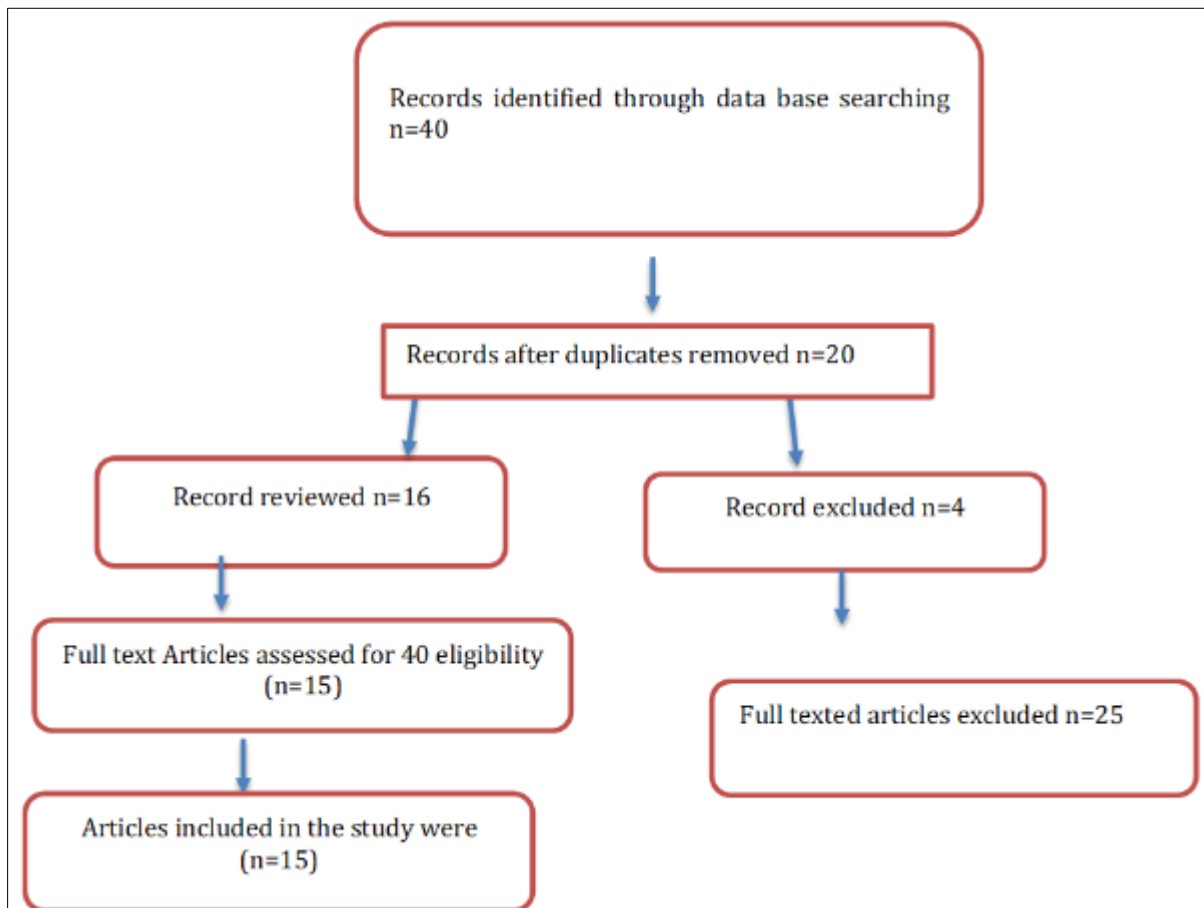 Records identified through data base searching
n=40
Records after duplicates removed n=20
Record reviewed n=16
Record excluded n=4
Full text Articles assessed for 40 eligibility
(n=15)
Full texted articles excluded n=25
Articles included in the study were
(n=15)